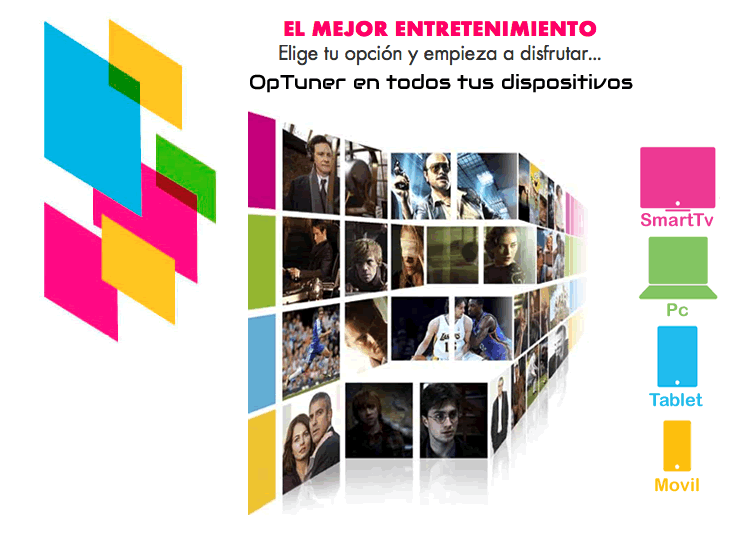 EL MEJOR ENTRETENIMIENTO
Elige tu opción y empieza a disfrutar...
OpTuner en todos tus dispositivos
SmartTv
Pc
Tablet
Movil